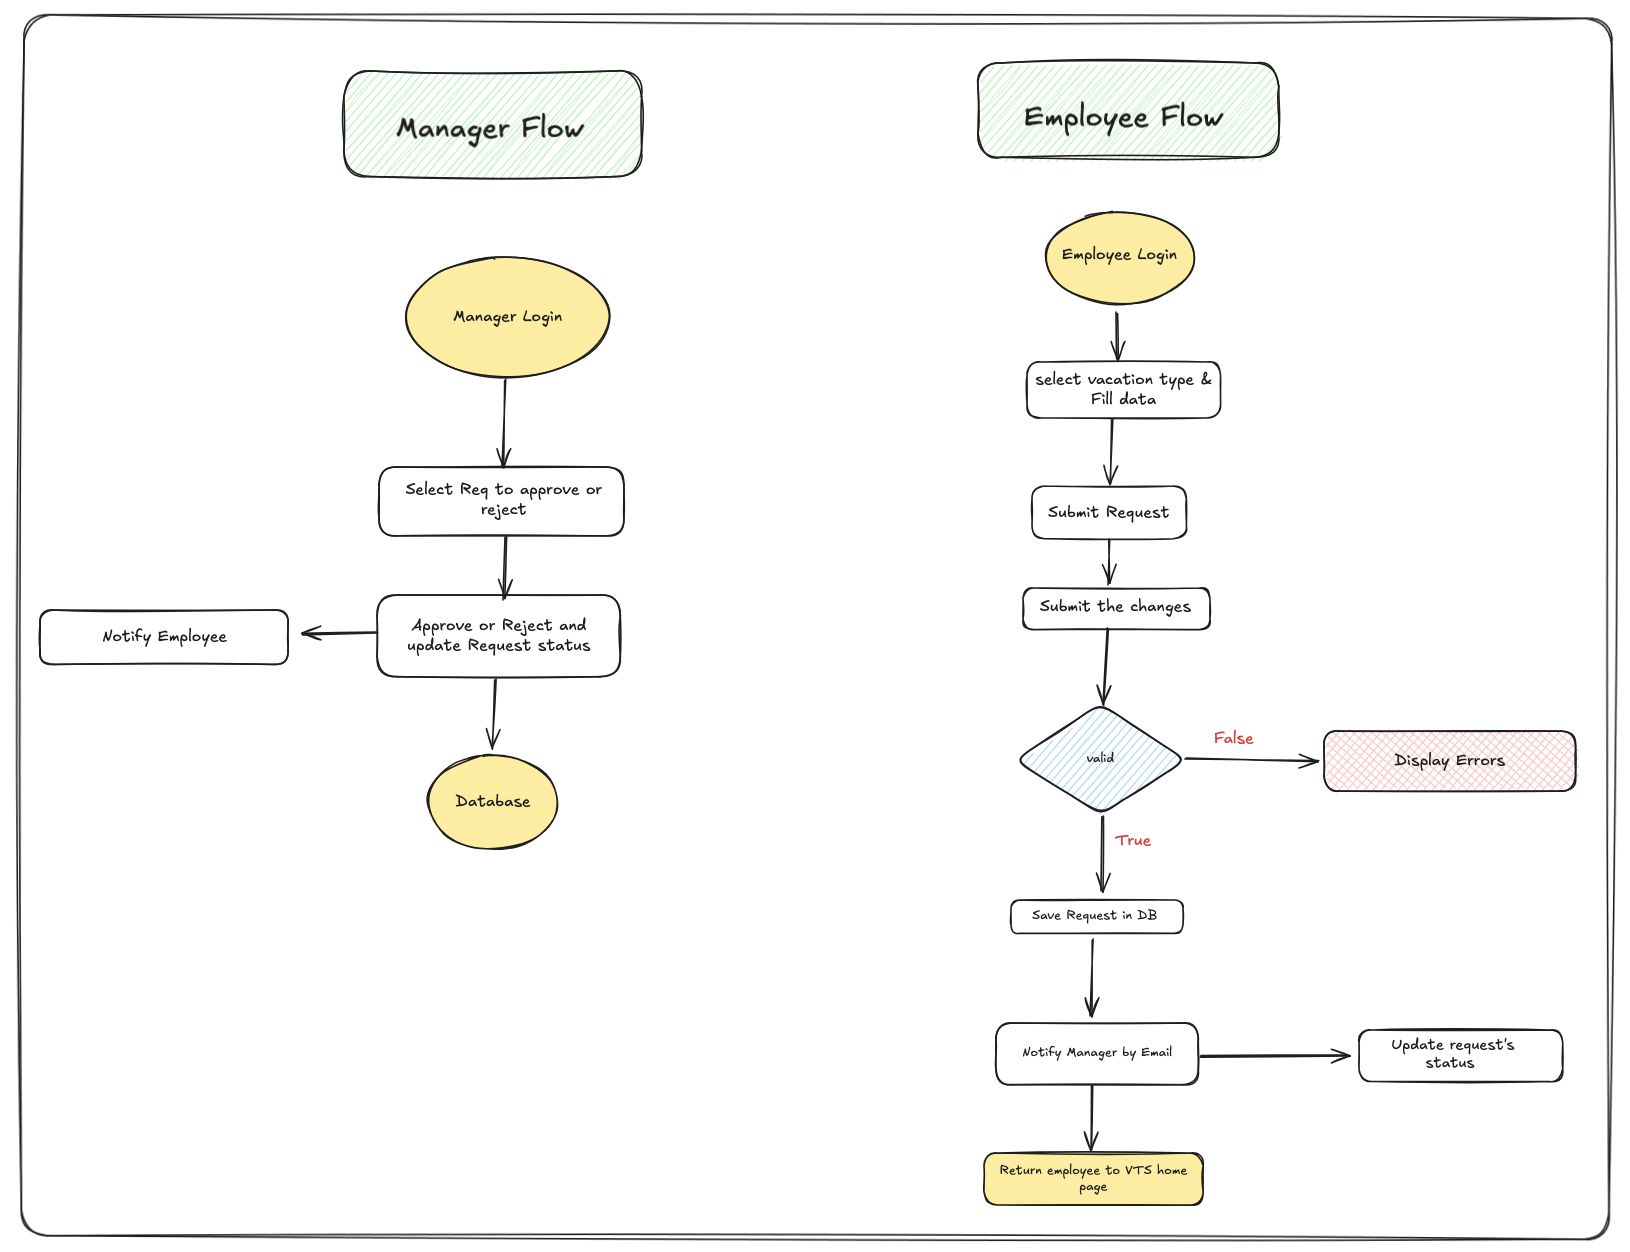 Manager Flow
Manager Login
Select Req to approve or
reject
Approve or Reject and
update Request status
Notify Employee
Database
Employee Flow
Employee Login
select vacation type &
Fill data
Submit Request
Submit the changes
valid
False
Display Errors
True
Save Request in DB
Notify Manager by Email
Update request's
status
Return employee to VTS home
page